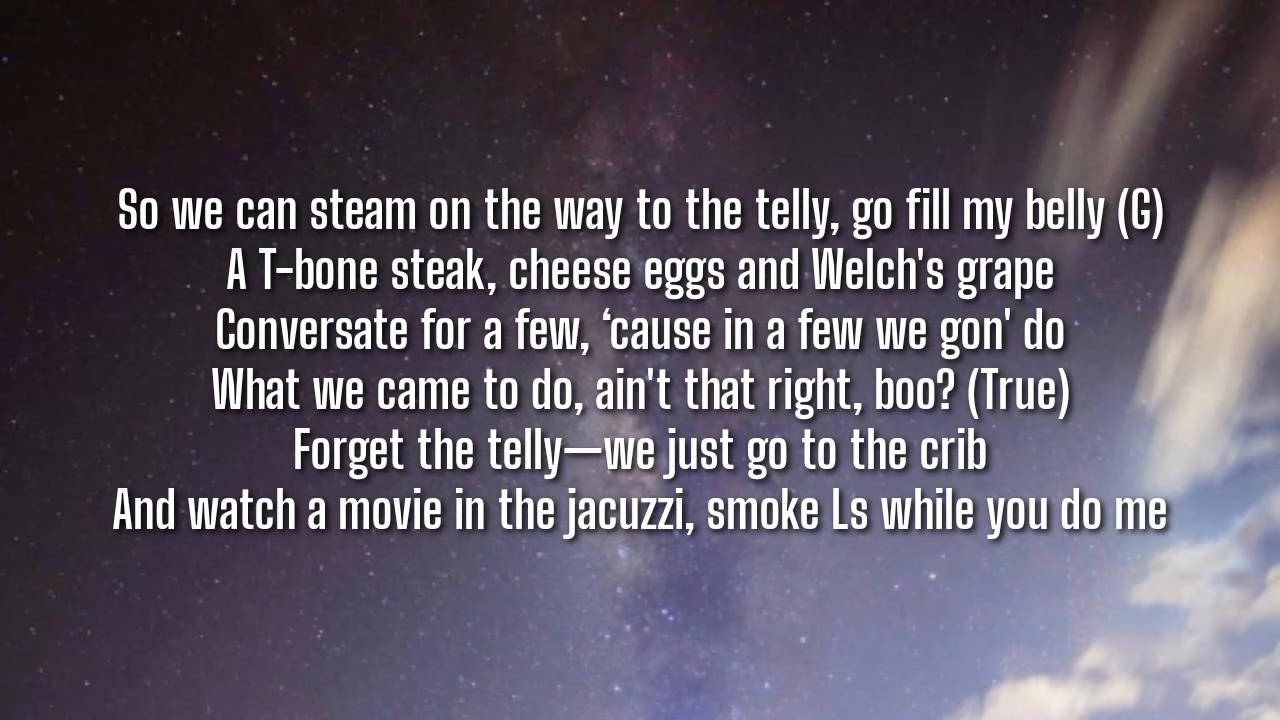 So we can steam on the way to the telly, go fill my belly (G)
A T-bone steak, cheese eggs and Welch's grape
Conversate for a few, ‘cause in a few we gon' do
What we came to do, ain't that right, boo? (True)
Forget the telly—we just go to the crib
And watch a movie in the jacuzzi, smoke Ls while you do me